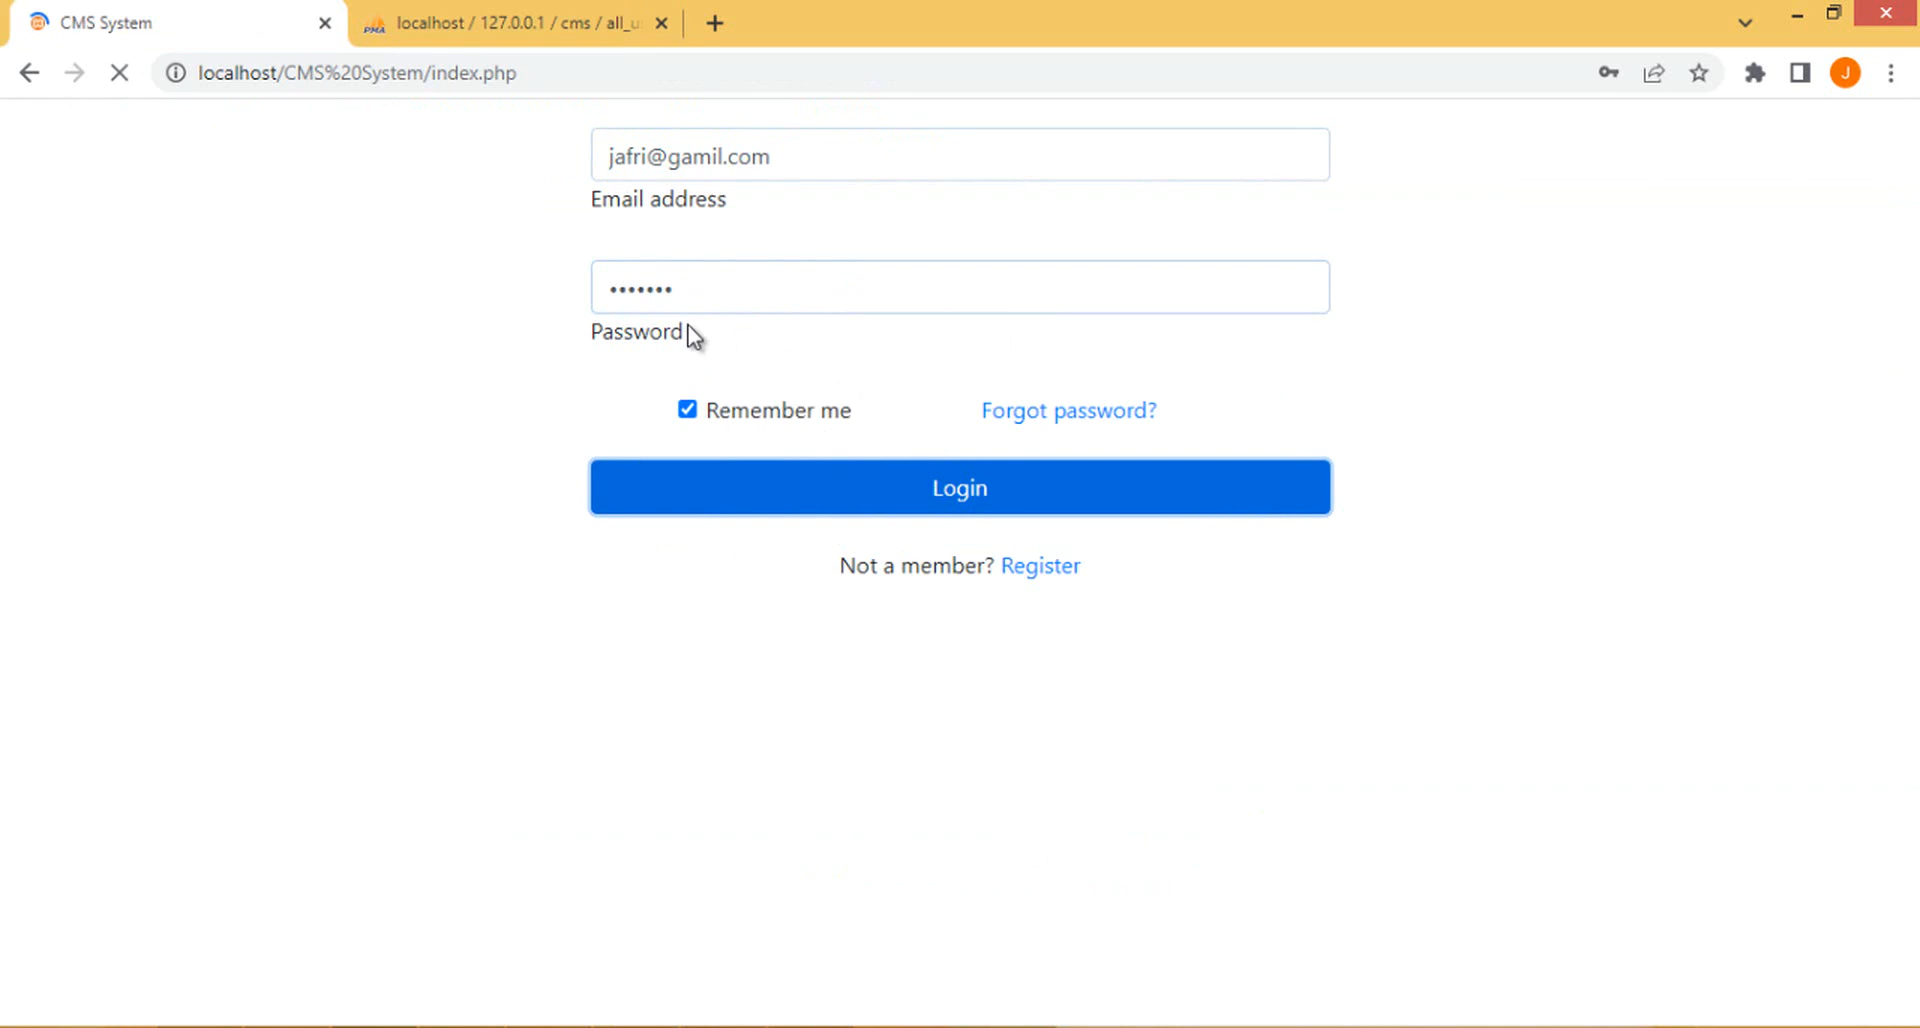 CMS System
PMA
localhost / 127.0.0.1 / cms / all_u
localhost/CMS%20System/index.php
J
jafri@gamil.com
Email address
•••••••
Password
Remember me
Forgot password?
Login
Not a member? Register